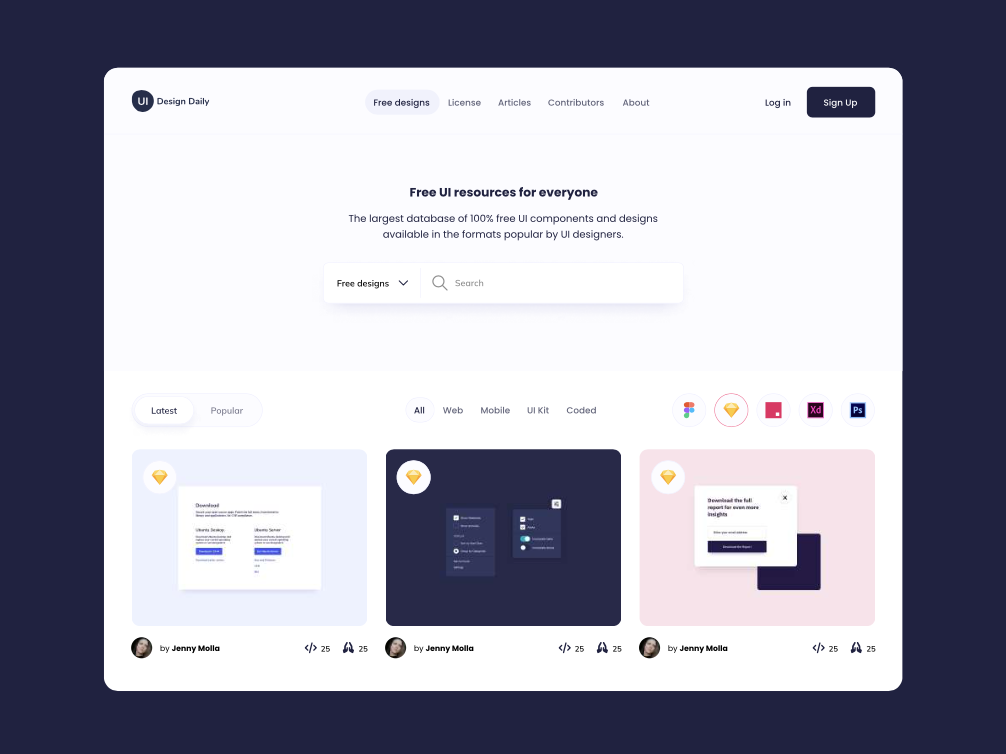 UI Design Daily
Free designs
License
Articles
Contributors
About
Log in
Sign Up
Free UI resources for everyone
The largest database of 100% free UI components and designs
available in the formats popular by UI designers.
Free designs
Search
Latest
Popular
All
Web
Mobile
UI Kit
Coded
Xd
Ps
Download
Ubuntu Desktop
Ubuntu Server
Download the full
report for even more
insights
Enter your email address
Download the Report
by Jenny Molla
25
25
by Jenny Molla
25
25
by Jenny Molla
25
25